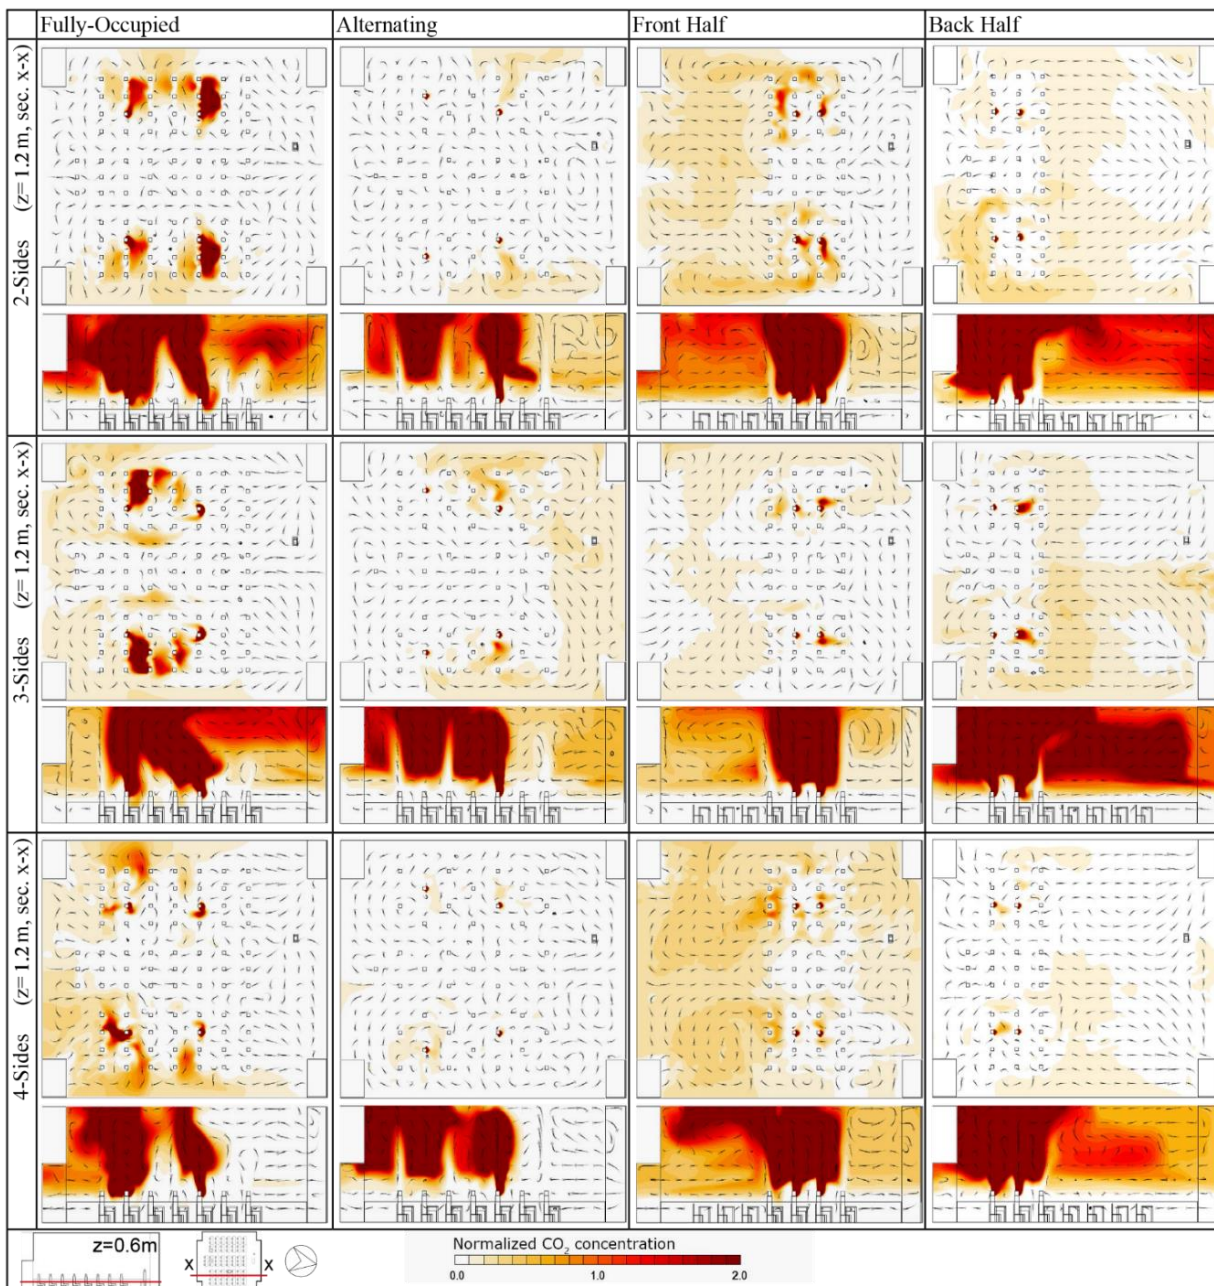 Fully-Occupied Alternating Front Half Back Half
2-Sides (z= 1.2 m, sec. x-x)
3-Sides (z= 1.2 m, sec. x-x)
4-Sides (z= 1.2 m, sec. x-x)
z=0.6m
X X
Normalized CO₂ concentration
0.0 1.0 2.0